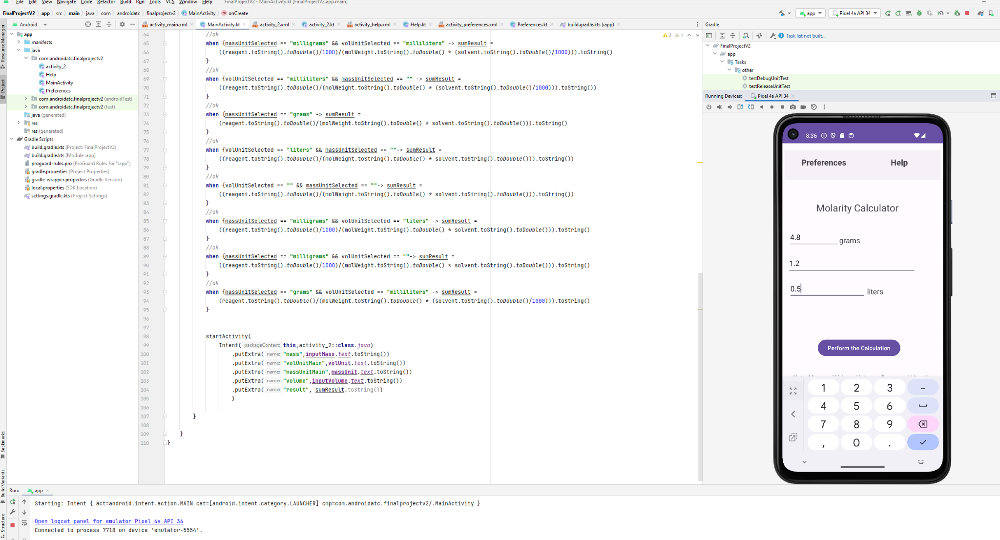 File Edit View Navigate Code Refactor Build Run Tools VCS Window Help FinalProjectV2 - MainActivity.kt [FinalProjectV2.app.main]
FinalProjectV2 app src main java com androidatc finalprojectv2 MainActivity onCreate
app Pixel 4a API 34
Android
activity_main.xml MainActivity.kt activity_2.xml activity_2.kt activity_help.xml Help.kt activity_preferences.xml Preferences.kt build.gradle.kts (:app)
Gradle
Resource Manager
Project
Bookmarks
Build Variants
Structure
app
manifests
java
com.androidatc.finalprojectv2
activity_2
Help
MainActivity
Preferences
com.androidatc.finalprojectv2 (androidTest)
com.androidatc.finalprojectv2 (test)
java (generated)
res
res (generated)
Gradle Scripts
build.gradle.kts (Project: FinalProjectV2)
build.gradle.kts (Module :app)
proguard-rules.pro (ProGuard Rules for ":app")
gradle.properties (Project Properties)
gradle-wrapper.properties (Gradle Version)
local.properties (SDK Location)
settings.gradle.kts (Project Settings)
2 1
64 //ok
65 when {massUnitSelected == "milligrams" && volUnitSelected == "milliliters" -> sumResult =
66 ((reagent.toString().toDouble()/1000)/(molWeight.toString().toDouble() * (solvent.toString().toDouble()/1000))).toString()
67 }
68 //ok
69 when {volUnitSelected == "milliliters" && massUnitSelected == "" -> sumResult =
70 ((reagent.toString().toDouble()/(molWeight.toString().toDouble() * (solvent.toString().toDouble()/1000))).toString())
71 }
72 //ok
73 when {massUnitSelected == "grams" -> sumResult =
74 (reagent.toString().toDouble()/(molWeight.toString().toDouble() * solvent.toString().toDouble())).toString()
75 }
76 //ok
77 when {volUnitSelected == "liters" && massUnitSelected == ""-> sumResult =
78 ((reagent.toString().toDouble()/(molWeight.toString().toDouble() * solvent.toString().toDouble())).toString())
79 }
80 //ok
81 when {volUnitSelected == "" && massUnitSelected == ""-> sumResult =
82 ((reagent.toString().toDouble()/(molWeight.toString().toDouble() * solvent.toString().toDouble())).toString())
83 }
84 //ok
85 when {massUnitSelected == "milligrams" && volUnitSelected == "liters" -> sumResult =
86 ((reagent.toString().toDouble()/1000)/(molWeight.toString().toDouble() * solvent.toString().toDouble())).toString()
87 }
88 //ok
89 when {massUnitSelected == "milligrams" && volUnitSelected == ""-> sumResult =
90 ((reagent.toString().toDouble()/1000)/(molWeight.toString().toDouble() * solvent.toString().toDouble())).toString()
91 }
92 //ok
93 when {massUnitSelected == "grams" && volUnitSelected == "milliliters" -> sumResult =
94 (reagent.toString().toDouble()/(molWeight.toString().toDouble() * (solvent.toString().toDouble()/1000))).toString()
95 }
96
97
98 startActivity(
99 Intent( packageContext: this,activity_2::class.java)
100 .putExtra( name: "mass",inputMass.text.toString())
101 .putExtra( name: "volUnitMain",volUnit.text.toString())
102 .putExtra( name: "massUnitMain",massUnit.text.toString())
103 .putExtra( name: "volume",inputVolume.text.toString())
104 .putExtra( name: "result", sumResult.toString())
105 )
106
107 }
108
109 }
110 }
Task list not built...
FinalProjectV2
app
Tasks
other
testDebugUnitTest
testReleaseUnitTest
Running Devices: Pixel 4a API 34
8:36
Preferences Help
Molarity Calculator
4.8 grams
1.2
0.5 liters
Perform the Calculation
1 2 3 –
4 5 6
7 8 9
, 0 .
Run: app
Starting: Intent { act=android.intent.action.MAIN cat=[android.intent.category.LAUNCHER] cmp=com.androidatc.finalprojectv2/.MainActivity }
Open logcat panel for emulator Pixel 4a API 34
Connected to process 7718 on device 'emulator-5554'.